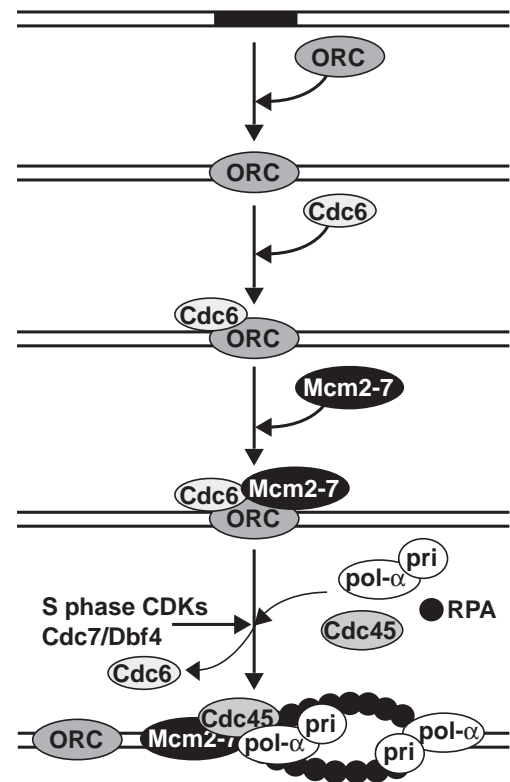 ORC
ORC
Cdc6
Cdc6
ORC
Mcm2-7
Cdc6 Mcm2-7
ORC
pri
pol-α
S phase CDKs
Cdc7/Dbf4
RPA
Cdc45
Cdc6
Cdc45
pri
pol-α
ORC
Mcm2-7
pol-α
pri